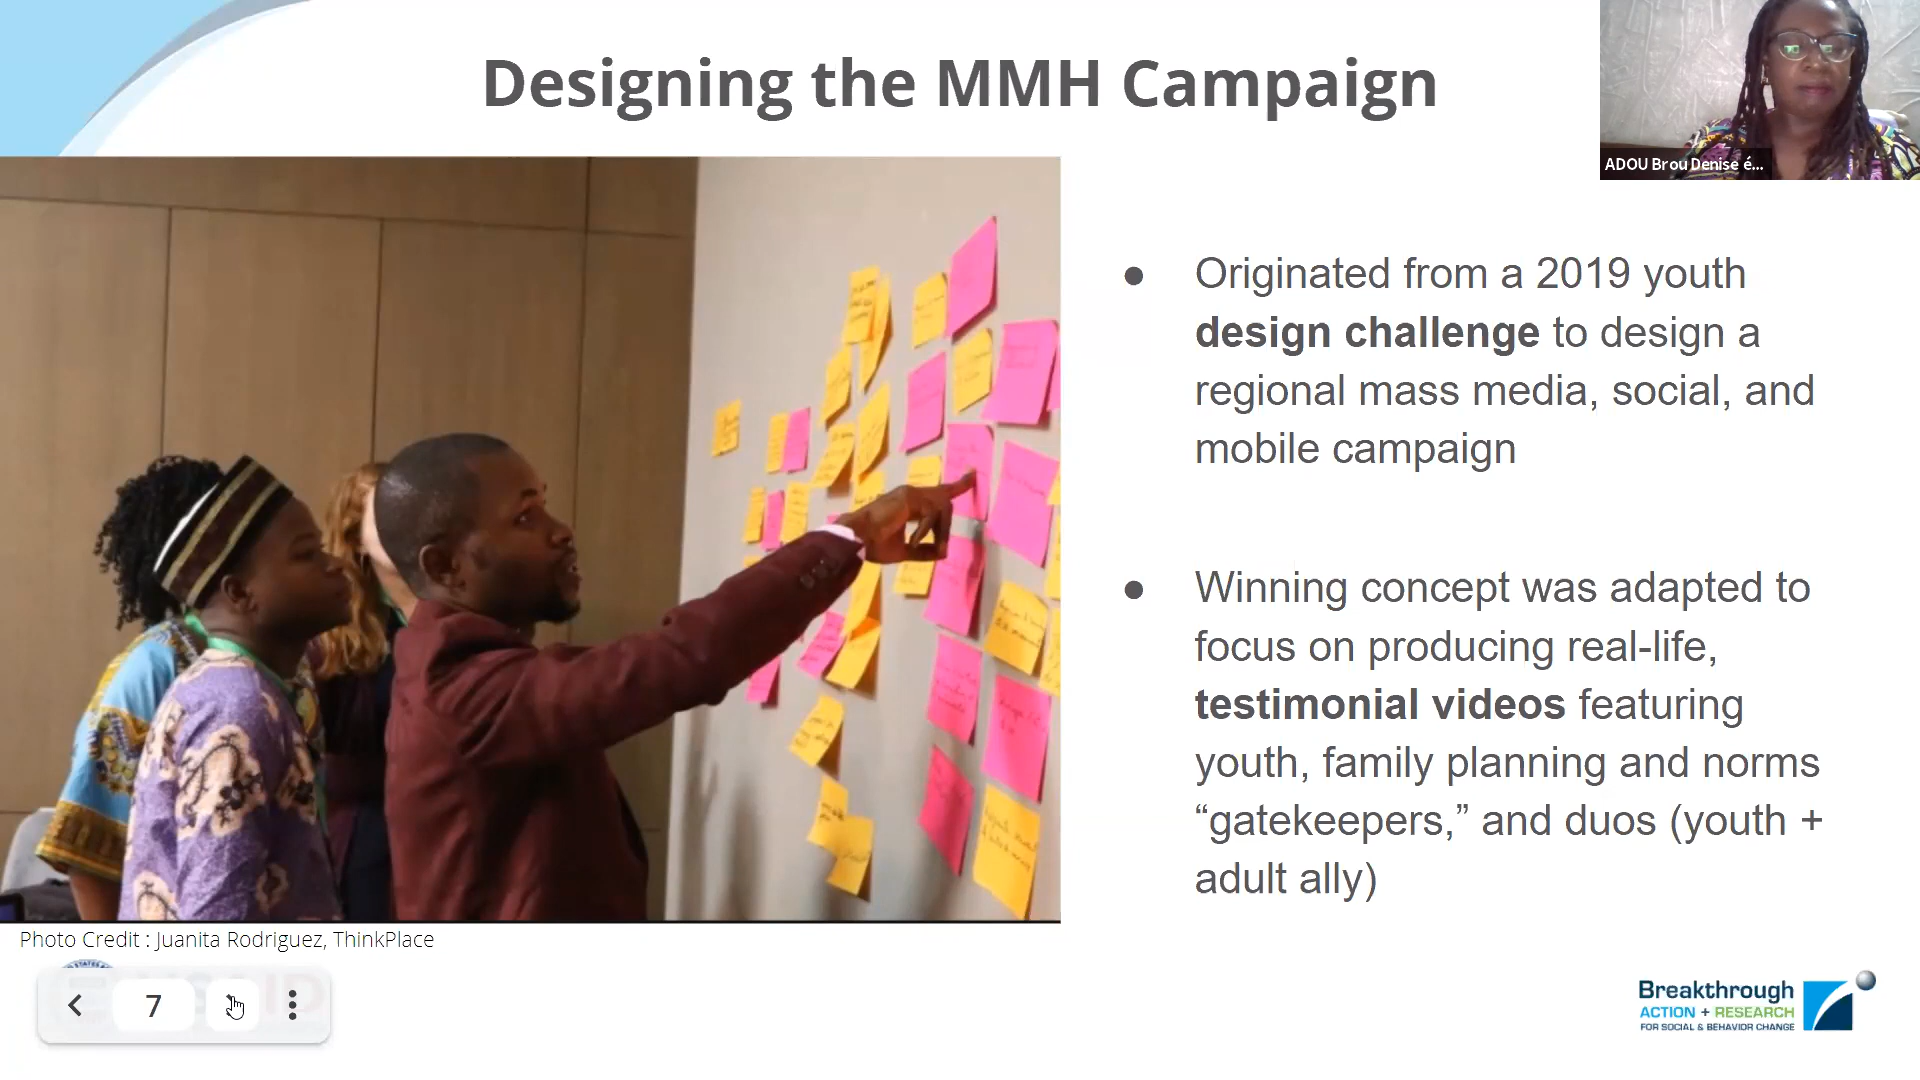 Designing the MMH Campaign
ADOU Brou Denise é...
● Originated from a 2019 youth
design challenge to design a
regional mass media, social, and
mobile campaign
● Winning concept was adapted to
focus on producing real-life,
testimonial videos featuring
youth, family planning and norms
“gatekeepers,” and duos (youth +
adult ally)
Photo Credit : Juanita Rodriguez, ThinkPlace
7
Breakthrough
ACTION + RESEARCH
FOR SOCIAL & BEHAVIOR CHANGE